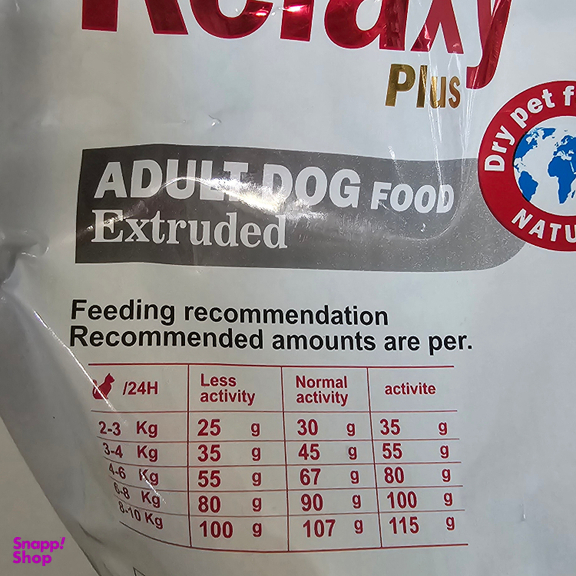 Relaxy
Plus
Dry pet f
NATU
ADULT DOG FOOD
Extruded
Feeding recommendation
Recommended amounts are per.
/24H Less activity Normal activity activite
2-3 Kg 25 g 30 g 35 g
3-4 Kg 35 g 45 g 55 g
4-6 Kg 55 g 67 g 80 g
6-8 Kg 80 g 90 g 100 g
8-10 Kg 100 g 107 g 115 g
Snapp!
Shop